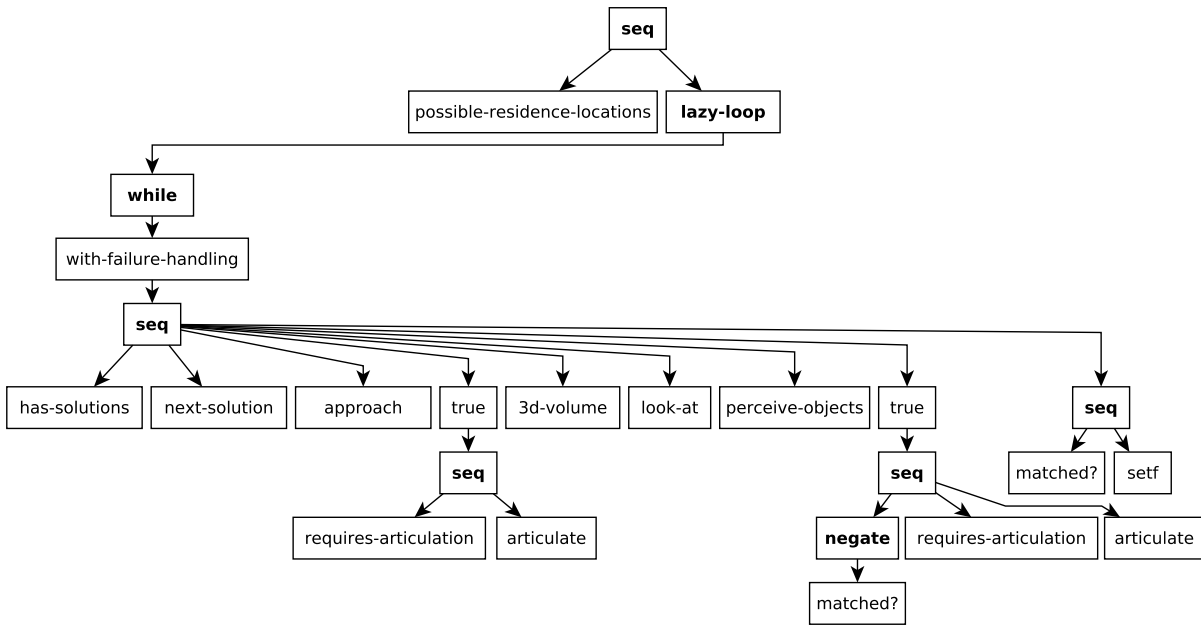 seq
possible-residence-locations
lazy-loop
while
with-failure-handling
seq
has-solutions
next-solution
approach
true
3d-volume
look-at
perceive-objects
true
seq
seq
seq
matched?
setf
requires-articulation
articulate
negate
requires-articulation
articulate
matched?